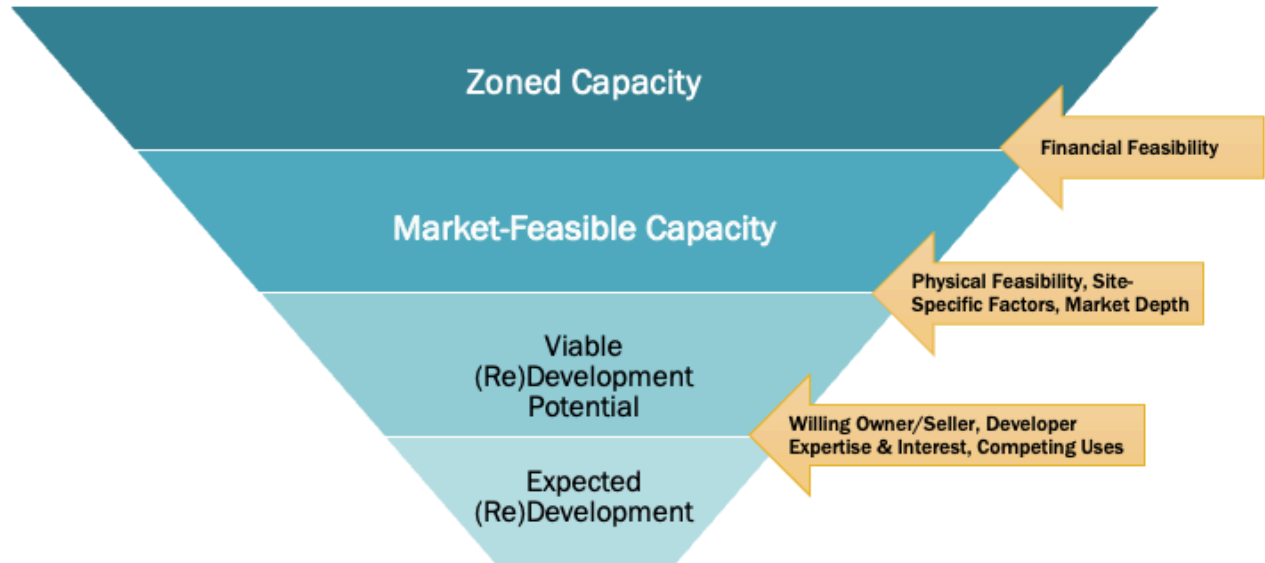 Zoned Capacity
Financial Feasibility
Market-Feasible Capacity
Physical Feasibility, Site-
Specific Factors, Market Depth
Viable
(Re)Development
Potential
Willing Owner/Seller, Developer
Expertise & Interest, Competing Uses
Expected
(Re)Development